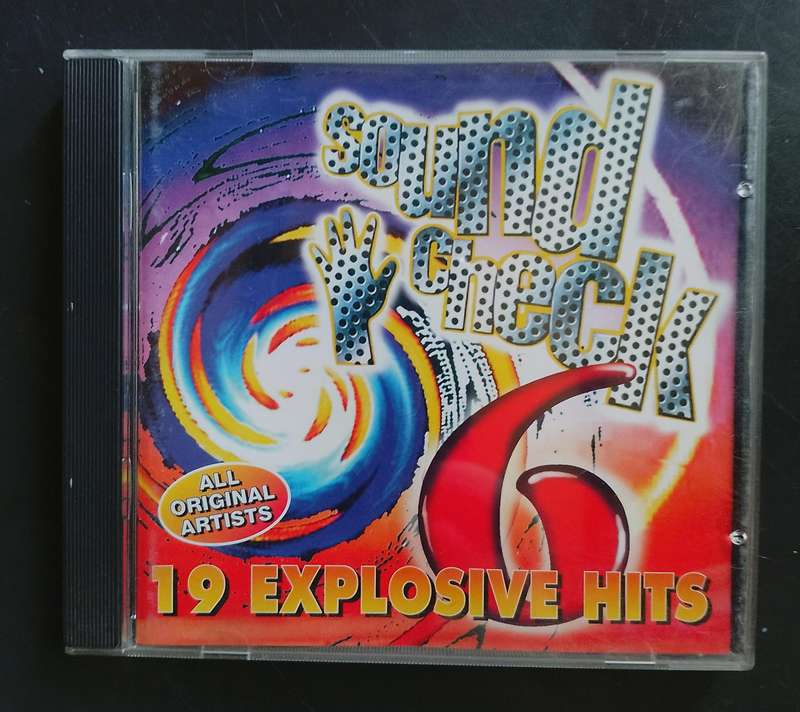 sound
check
6
ALL
ORIGINAL
ARTISTS
19 EXPLOSIVE HITS